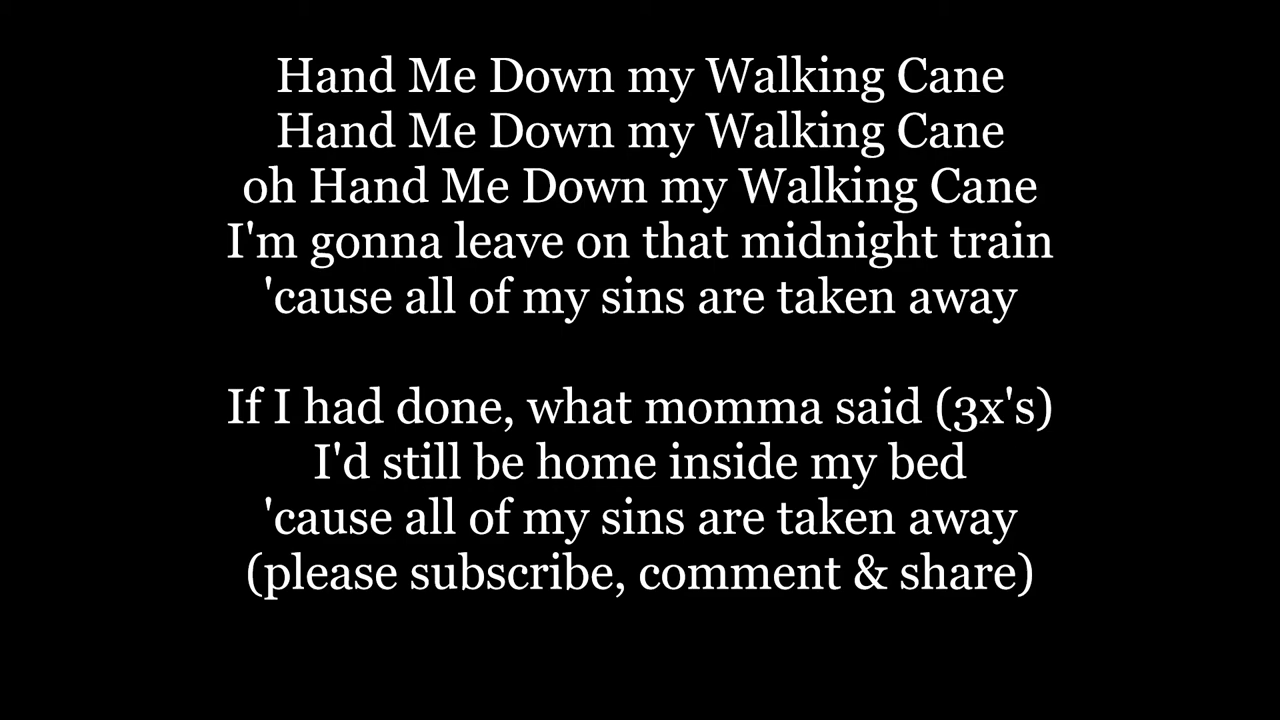 Hand Me Down my Walking Cane
Hand Me Down my Walking Cane
oh Hand Me Down my Walking Cane
I'm gonna leave on that midnight train
'cause all of my sins are taken away
If I had done, what momma said (3x's)
I'd still be home inside my bed
'cause all of my sins are taken away
(please subscribe, comment & share)